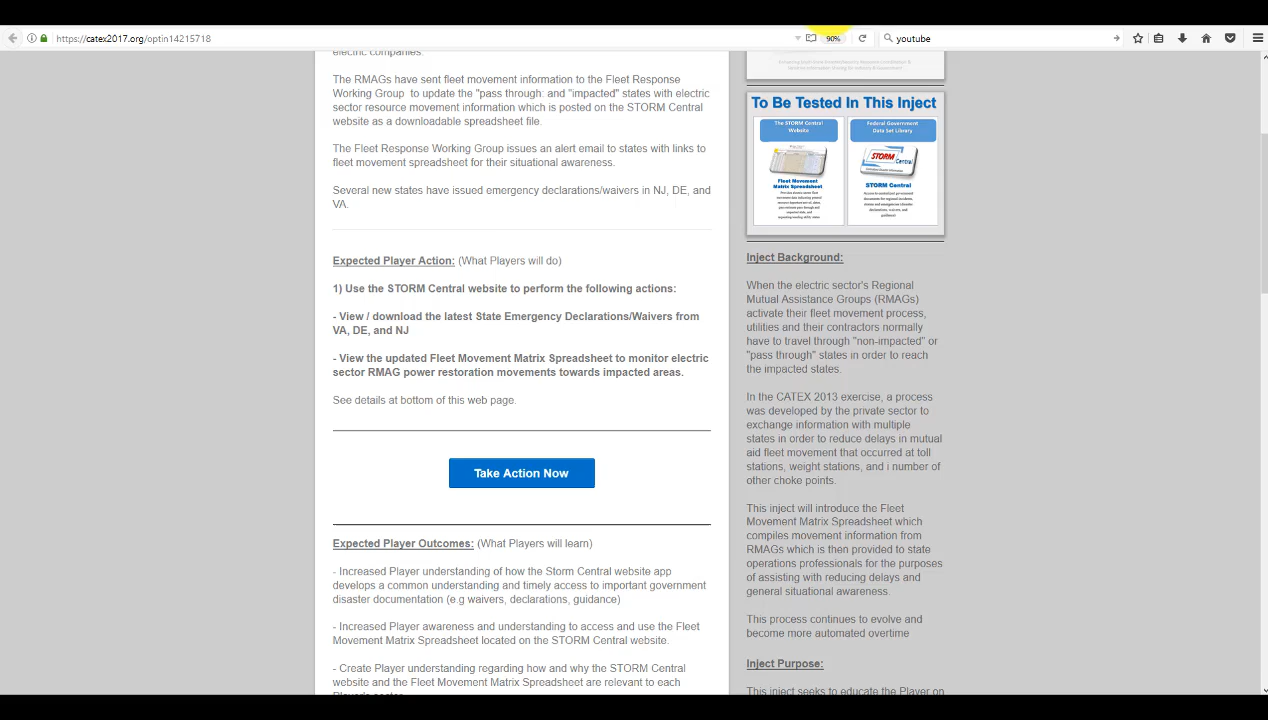 https://catex2017.org/optin14215718
90%
youtube
electric companies.
The RMAGs have sent fleet movement information to the Fleet Response
Working Group to update the "pass through: and "impacted" states with electric
sector resource movement information which is posted on the STORM Central
website as a downloadable spreadsheet file.
The Fleet Response Working Group issues an alert email to states with links to
fleet movement spreadsheet for their situational awareness.
Several new states have issued emergency declarations/waivers in NJ, DE, and
VA.
Expected Player Action: (What Players will do)
1) Use the STORM Central website to perform the following actions:
- View / download the latest State Emergency Declarations/Waivers from
VA, DE, and NJ
- View the updated Fleet Movement Matrix Spreadsheet to monitor electric
sector RMAG power restoration movements towards impacted areas.
See details at bottom of this web page.
Take Action Now
Expected Player Outcomes: (What Players will learn)
- Increased Player understanding of how the Storm Central website app
develops a common understanding and timely access to important government
disaster documentation (e.g waivers, declarations, guidance)
- Increased Player awareness and understanding to access and use the Fleet
Movement Matrix Spreadsheet located on the STORM Central website.
- Create Player understanding regarding how and why the STORM Central
website and the Fleet Movement Matrix Spreadsheet are relevant to each
Player's sector.
To Be Tested In This Inject
The STORM Central
Website
Fleet Movement
Matrix Spreadsheet
Federal Government
Data Set Library
STORM
Central
STORM Central
Inject Background:
When the electric sector's Regional
Mutual Assistance Groups (RMAGs)
activate their fleet movement process,
utilities and their contractors normally
have to travel through "non-impacted" or
"pass through" states in order to reach
the impacted states.
In the CATEX 2013 exercise, a process
was developed by the private sector to
exchange information with multiple
states in order to reduce delays in mutual
aid fleet movement that occurred at toll
stations, weight stations, and i number of
other choke points.
This inject will introduce the Fleet
Movement Matrix Spreadsheet which
compiles movement information from
RMAGs which is then provided to state
operations professionals for the purposes
of assisting with reducing delays and
general situational awareness.
This process continues to evolve and
become more automated overtime
Inject Purpose:
This inject seeks to educate the Player on